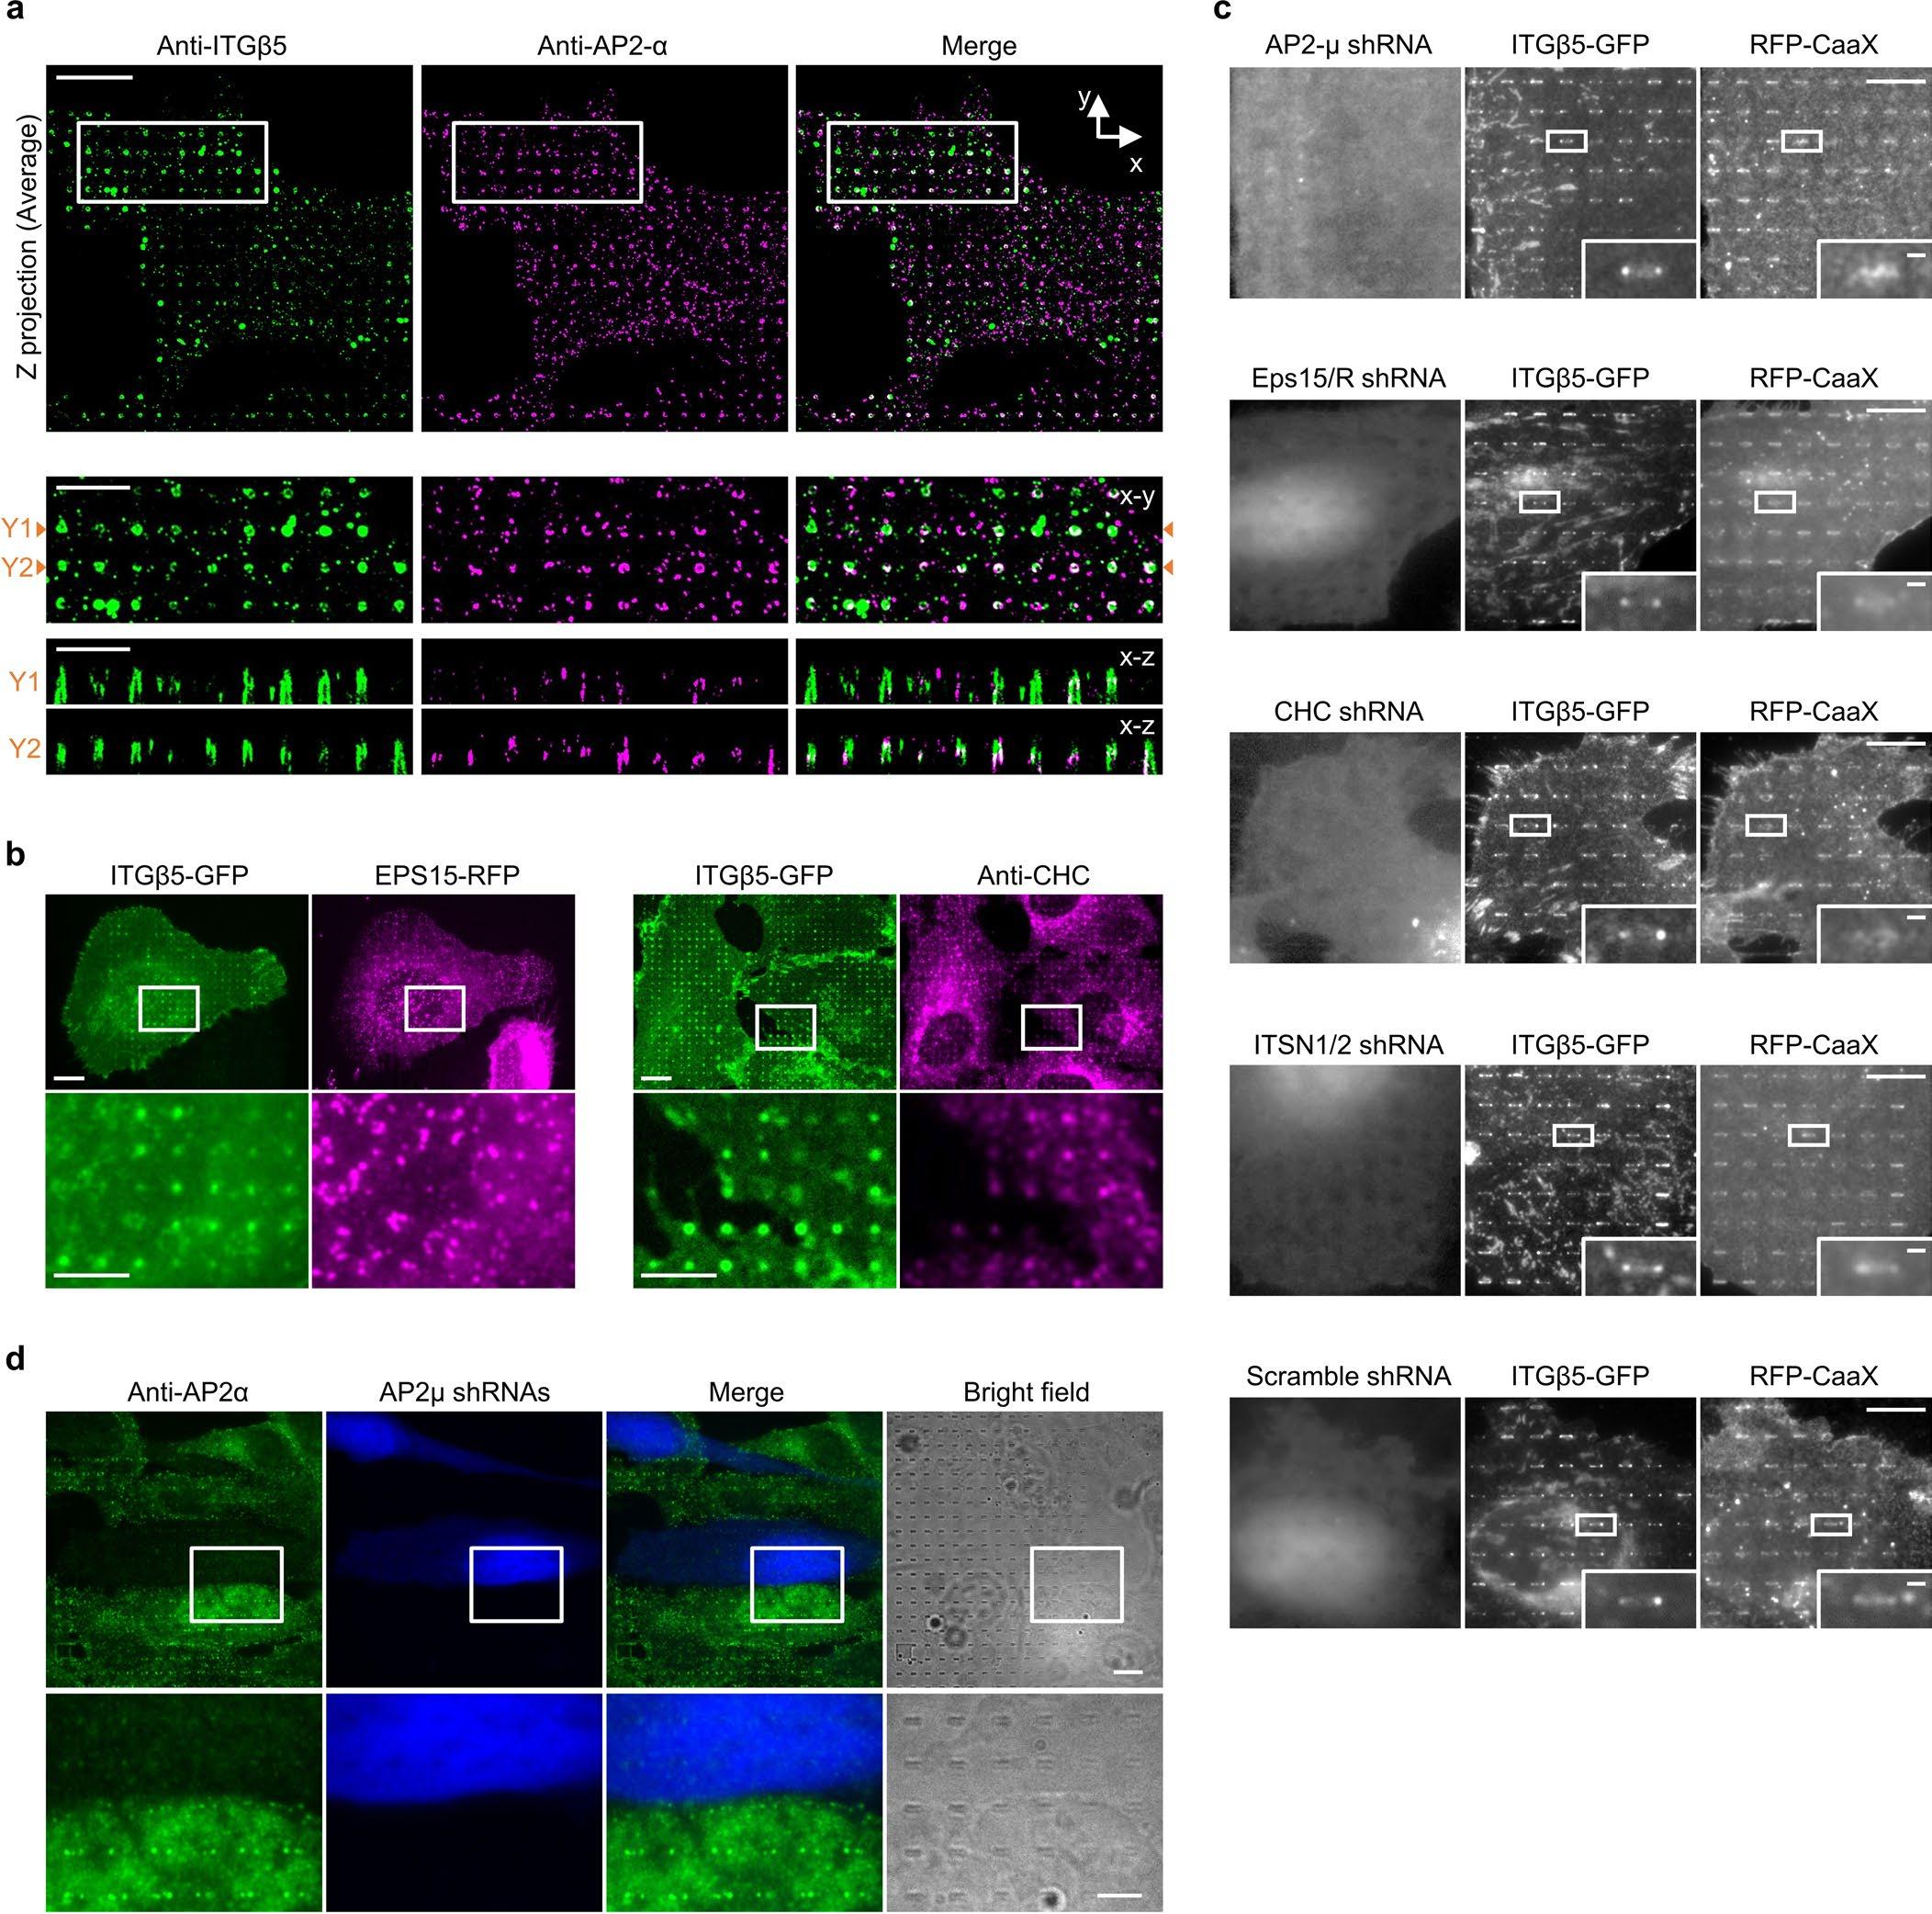 a
Anti-ITGβ5 Anti-AP2-α Merge
Z projection (Average)
y
x
x-y
Y1
Y2
Y1 x-z
Y2 x-z
b
ITGβ5-GFP EPS15-RFP ITGβ5-GFP Anti-CHC
c
AP2-μ shRNA ITGβ5-GFP RFP-CaaX
Eps15/R shRNA ITGβ5-GFP RFP-CaaX
CHC shRNA ITGβ5-GFP RFP-CaaX
ITSN1/2 shRNA ITGβ5-GFP RFP-CaaX
Scramble shRNA ITGβ5-GFP RFP-CaaX
d
Anti-AP2α AP2μ shRNAs Merge Bright field